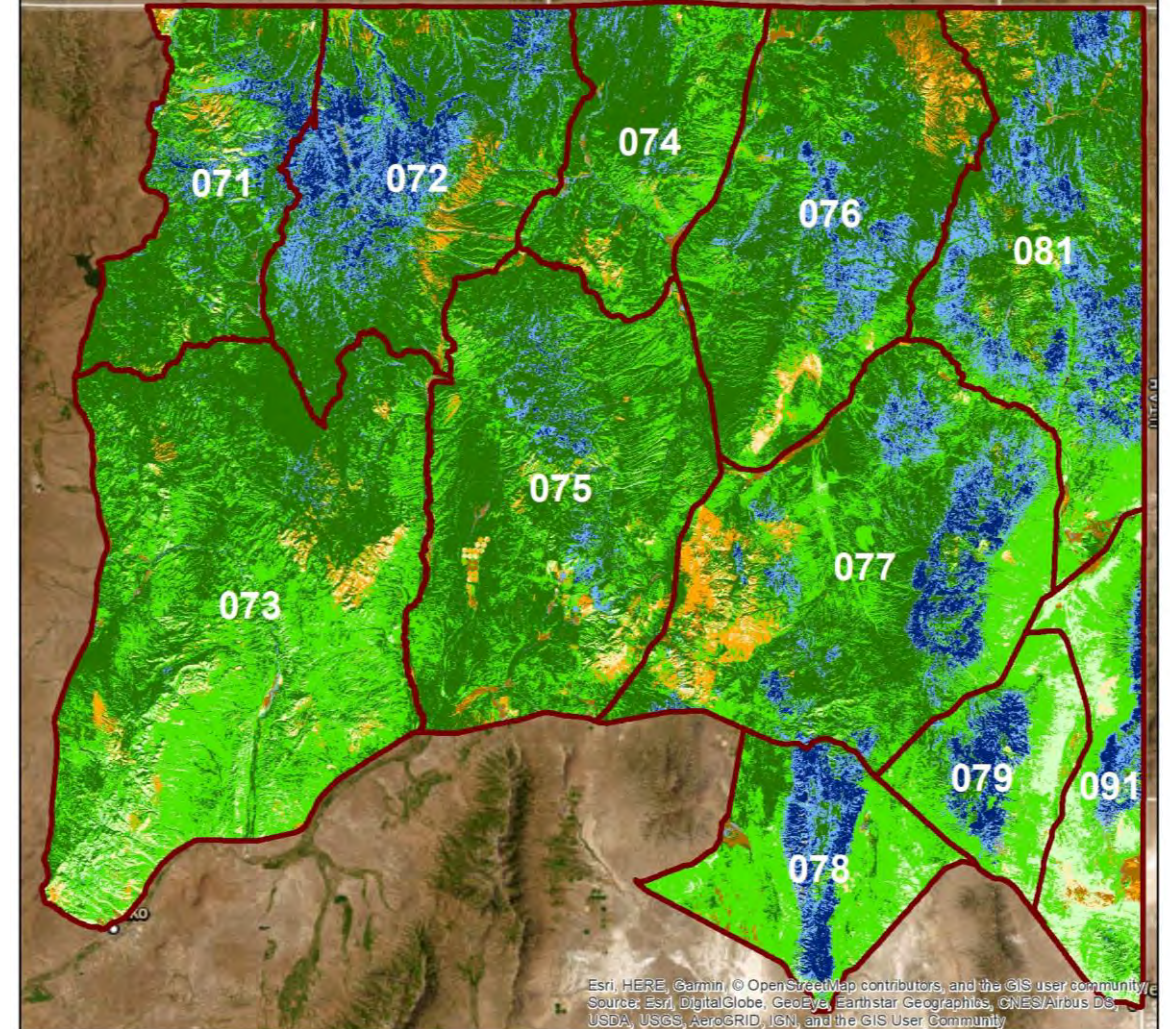 074
071
072
076
081
UTAH
075
077
073
079
091
078
KO
Esri, HERE, Garmin, © OpenStreetMap contributors, and the GIS user community
Source: Esri, DigitalGlobe, GeoEye, Earthstar Geographics, CNES/Airbus DS,
USDA, USGS, AeroGRID, IGN, and the GIS User Community